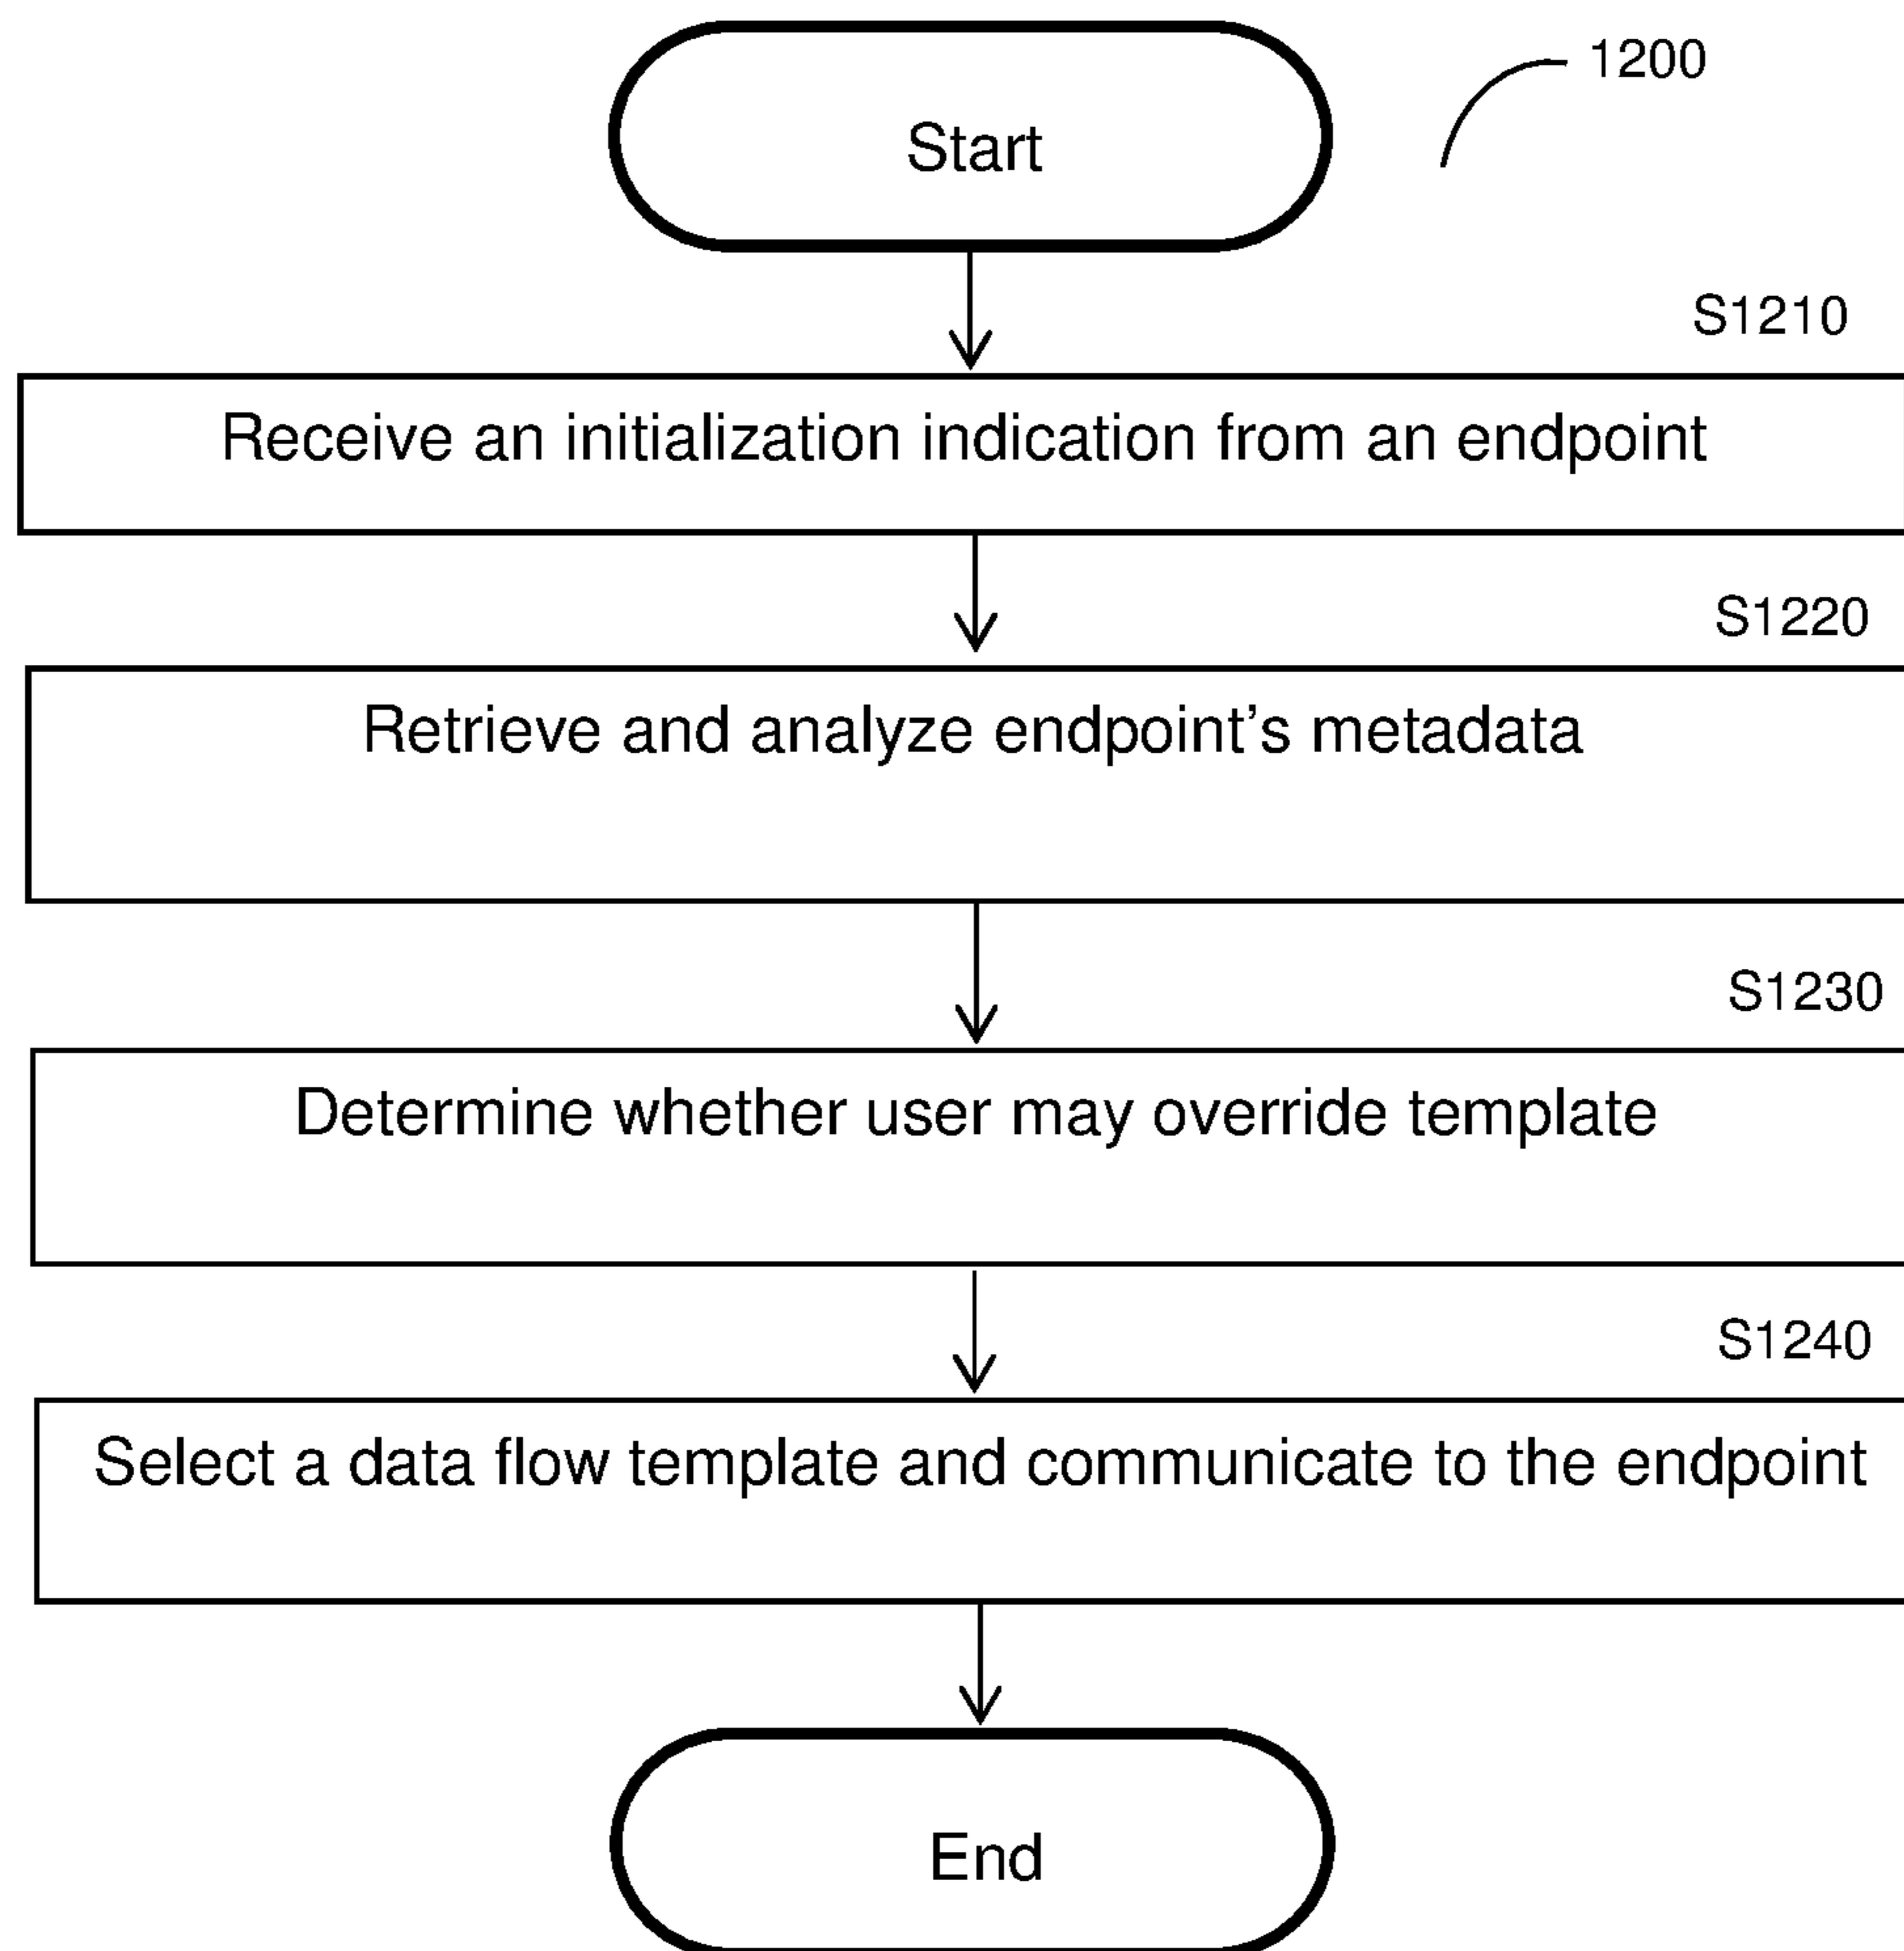 Start
1200
S1210
Receive an initialization indication from an endpoint
S1220
Retrieve and analyze endpoint’s metadata
S1230
Determine whether user may override template
S1240
Select a data flow template and communicate to the endpoint
End